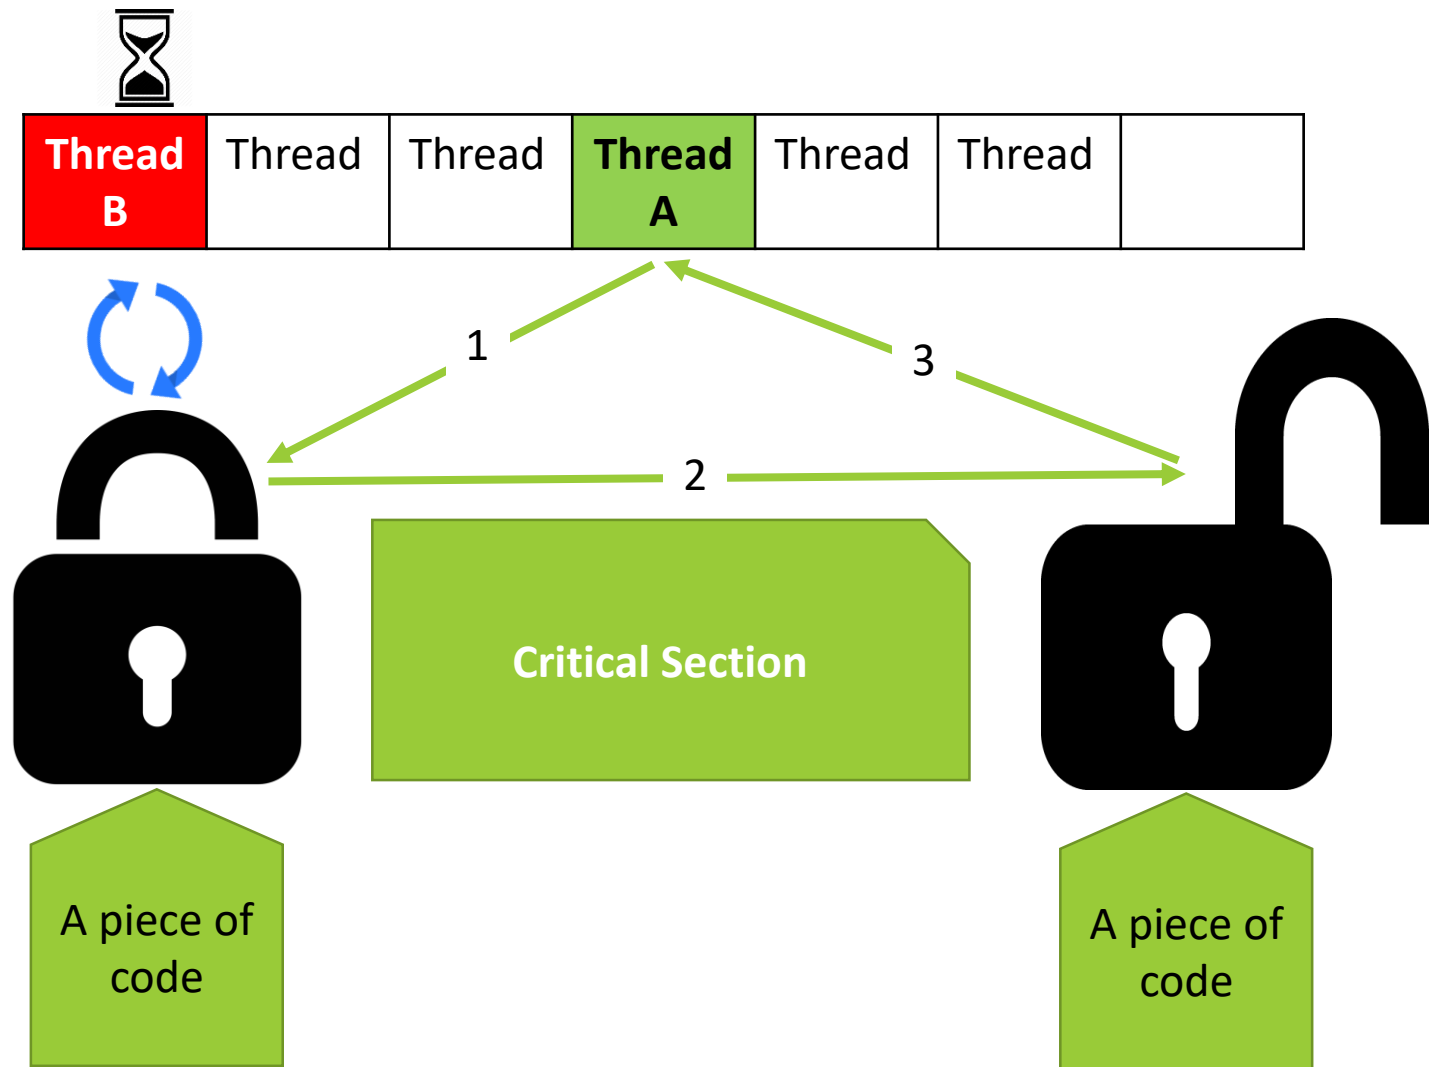 Thread B
Thread
Thread
Thread A
Thread
Thread
1
3
2
Critical Section
A piece of
code
A piece of
code